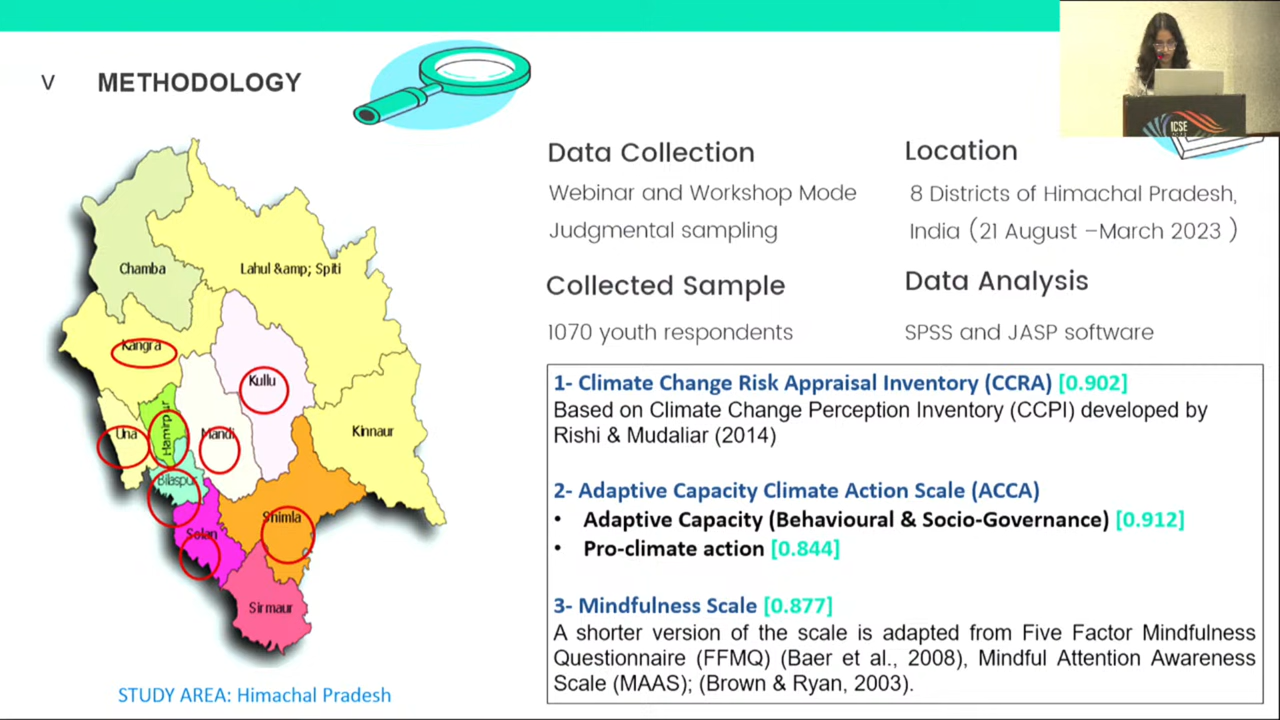 v METHODOLOGY
ICSE
Chamba
Lahul &amp; Spiti
Kangra
Kullu
Una
Hamirpur
Mandi
Kinnaur
Bilaspur
Shimla
Solan
Sirmaur
STUDY AREA: Himachal Pradesh
Data Collection
Webinar and Workshop Mode
Judgmental sampling
Location
8 Districts of Himachal Pradesh,
India (21 August –March 2023 )
Collected Sample
1070 youth respondents
Data Analysis
SPSS and JASP software
1- Climate Change Risk Appraisal Inventory (CCRA) [0.902]
Based on Climate Change Perception Inventory (CCPI) developed by
Rishi & Mudaliar (2014)
2- Adaptive Capacity Climate Action Scale (ACCA)
• Adaptive Capacity (Behavioural & Socio-Governance) [0.912]
• Pro-climate action [0.844]
3- Mindfulness Scale [0.877]
A shorter version of the scale is adapted from Five Factor Mindfulness
Questionnaire (FFMQ) (Baer et al., 2008), Mindful Attention Awareness
Scale (MAAS); (Brown & Ryan, 2003).